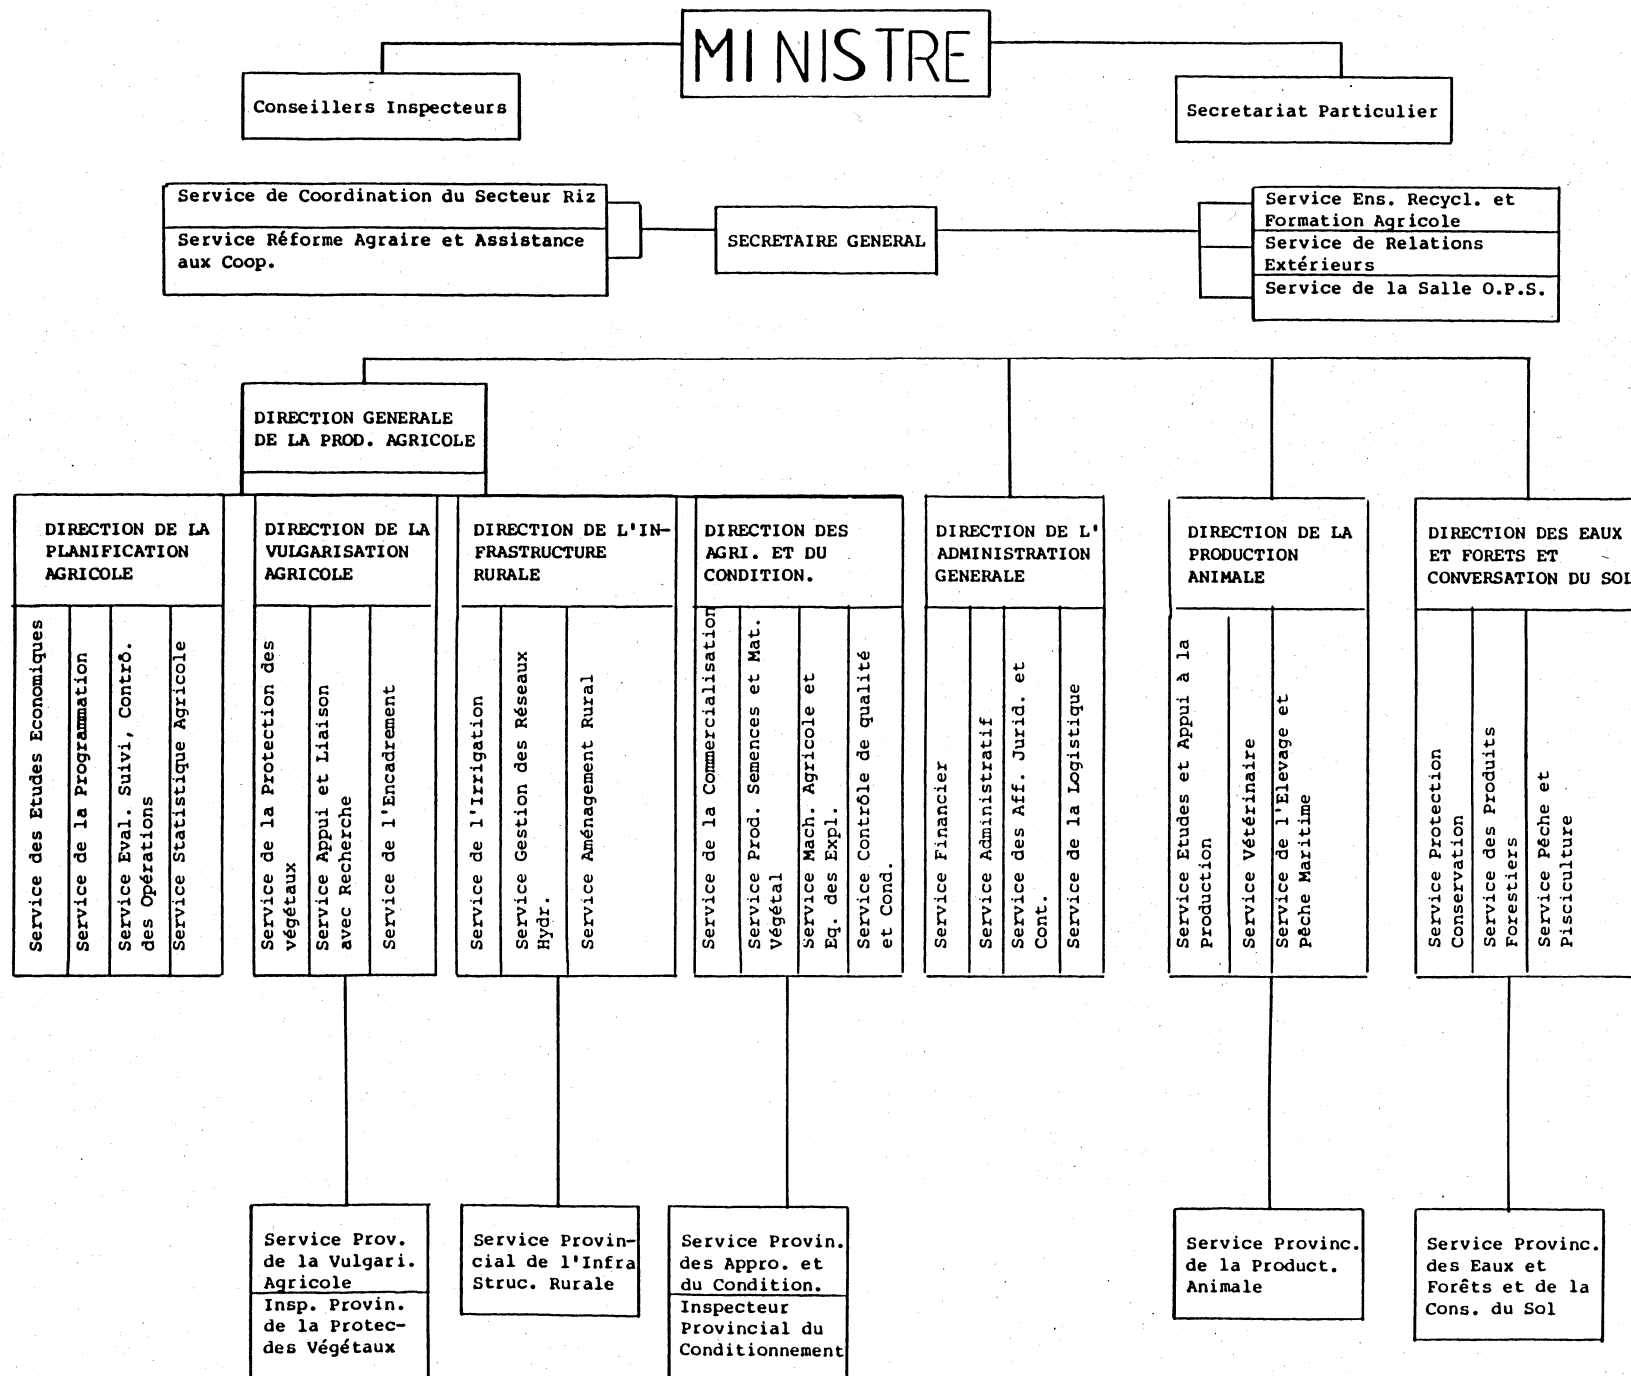 MINISTRE
Conseillers Inspecteurs
Secretariat Particulier
Service de Coordination du Secteur Riz
Service Réforme Agraire et Assistance
aux Coop.
SECRETAIRE GENERAL
Service Ens. Recycl. et
Formation Agricole
Service de Relations
Extérieurs
Service de la Salle O.P.S.
DIRECTION GENERALE
DE LA PROD. AGRICOLE
DIRECTION DE LA
PLANIFICATION
AGRICOLE
Service des Etudes Economiques
Service de la Programmation
Service Eval. Suivi, Contrô.
des Opérations
Service Statistique Agricole
DIRECTION DE LA
VULGARISATION
AGRICOLE
Service de la Protection des
végétaux
Service Appui et Liaison
avec Recherche
Service de l'Encadrement
DIRECTION DE L'IN-
FRASTRUCTURE
RURALE
Service de l'Irrigation
Service Gestion des Réseaux
Hydr.
Service Aménagement Rural
DIRECTION DES
AGRI. ET DU
CONDITION.
Service de la Commercialisation
Service Prod. Semences et Mat.
Végétal
Service Mach. Agricole et
Eq. des Expl.
Service Contrôle de qualité
et Cond.
DIRECTION DE L'
ADMINISTRATION
GENERALE
Service Financier
Service Administratif
Service des Aff. Jurid. et
Cont.
Service de la Logistique
DIRECTION DE LA
PRODUCTION
ANIMALE
Service Etudes et Appui à la
Production
Service Vétérinaire
Service de l'Elevage et
Pêche Maritime
DIRECTION DES EAUX
ET FORETS ET
CONVERSATION DU SOL
Service Protection
Conservation
Service des Produits
Forestiers
Service Pêche et
Pisciculture
Service Prov.
de la Vulgari.
Agricole
Insp. Provin.
de la Protec-
des Végétaux
Service Provin-
cial de l'Infra
Struc. Rurale
Service Provin.
des Appro. et
du Condition.
Inspecteur
Provincial du
Conditionnement
Service Provinc.
de la Product.
Animale
Service Provinc.
des Eaux et
Forêts et de la
Cons. du Sol